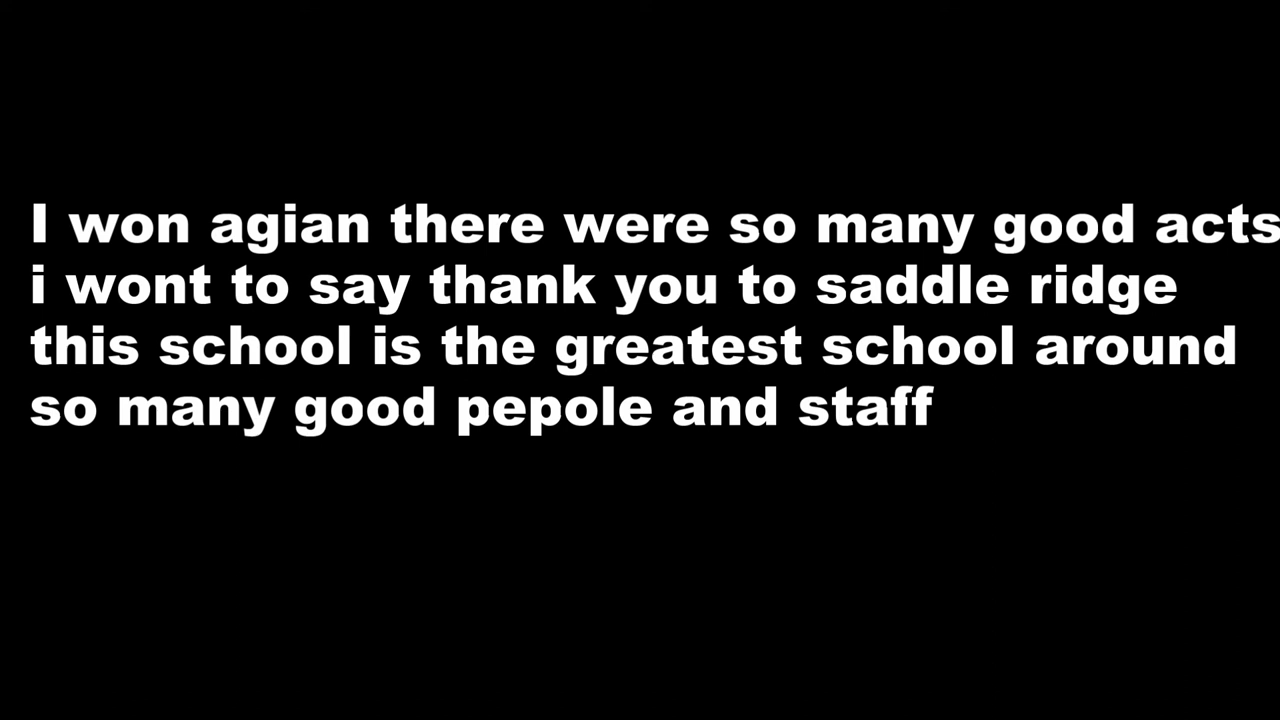 I won agian there were so many good acts
i wont to say thank you to saddle ridge
this school is the greatest school around
so many good pepole and staff